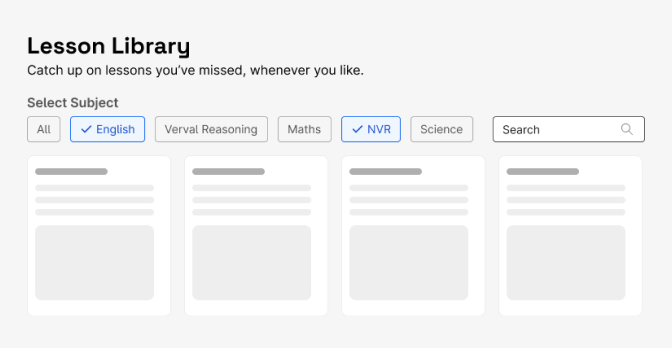 Lesson Library
Catch up on lessons you've missed, whenever you like.
Select Subject
All English Verval Reasoning Maths NVR Science Search